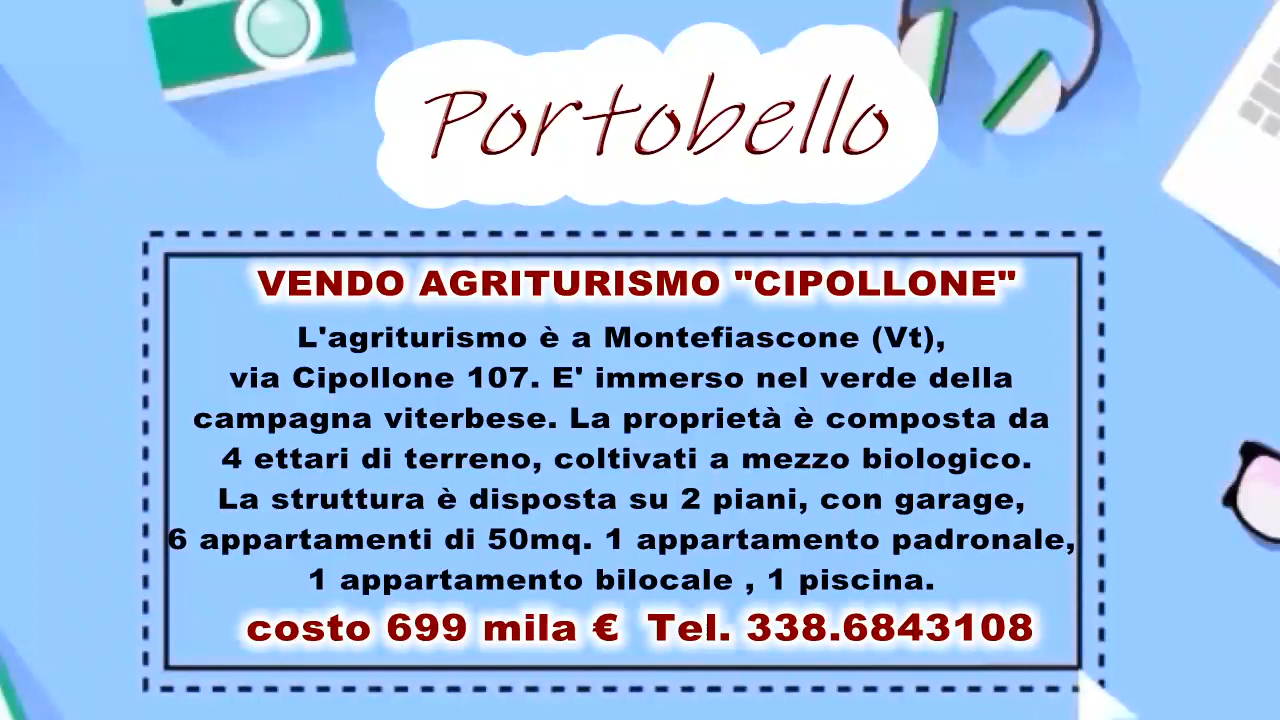 Portobello
VENDO AGRITURISMO "CIPOLLONE"
L'agriturismo è a Montefiascone (Vt),
via Cipollone 107. E' immerso nel verde della
campagna viterbese. La proprietà è composta da
4 ettari di terreno, coltivati a mezzo biologico.
La struttura è disposta su 2 piani, con garage,
6 appartamenti di 50mq. 1 appartamento padronale,
1 appartamento bilocale , 1 piscina.
costo 699 mila € Tel. 338.6843108